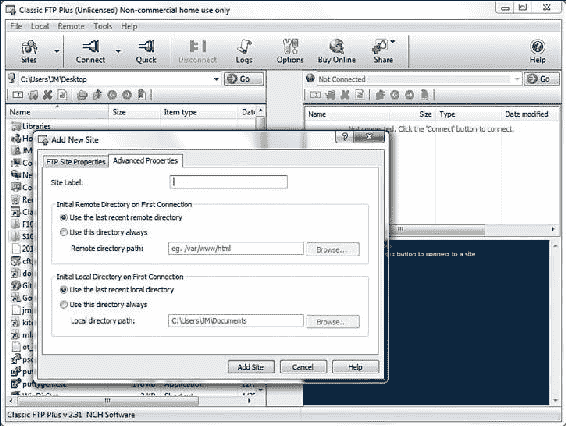 Classic FTP Plus (Unlicensed) Non-commercial home use only
File Local Remote Tools Help
Sites Connect Quick Disconnect Logs Options Buy Online Share Help
C:\Users\JM\Desktop Go
Not Connected Go
Name Size Item type Date
Name Size Type Date modified
Libraries
Not connected. Click the 'Connect' button to connect.
Add New Site
FTP Site Properties Advanced Properties
Site Label:
Initial Remote Directory on First Connection
Use the last recent remote directory
Use this directory always
Remote directory path: eg. /var/www/html Browse...
button to connect to a site
Initial Local Directory on First Connection
Use the last recent local directory
Use this directory always
Local directory path: C:\Users\JM\Documents Browse...
Add Site Cancel Help
Classic FTP Plus v 2.31 NCH Software